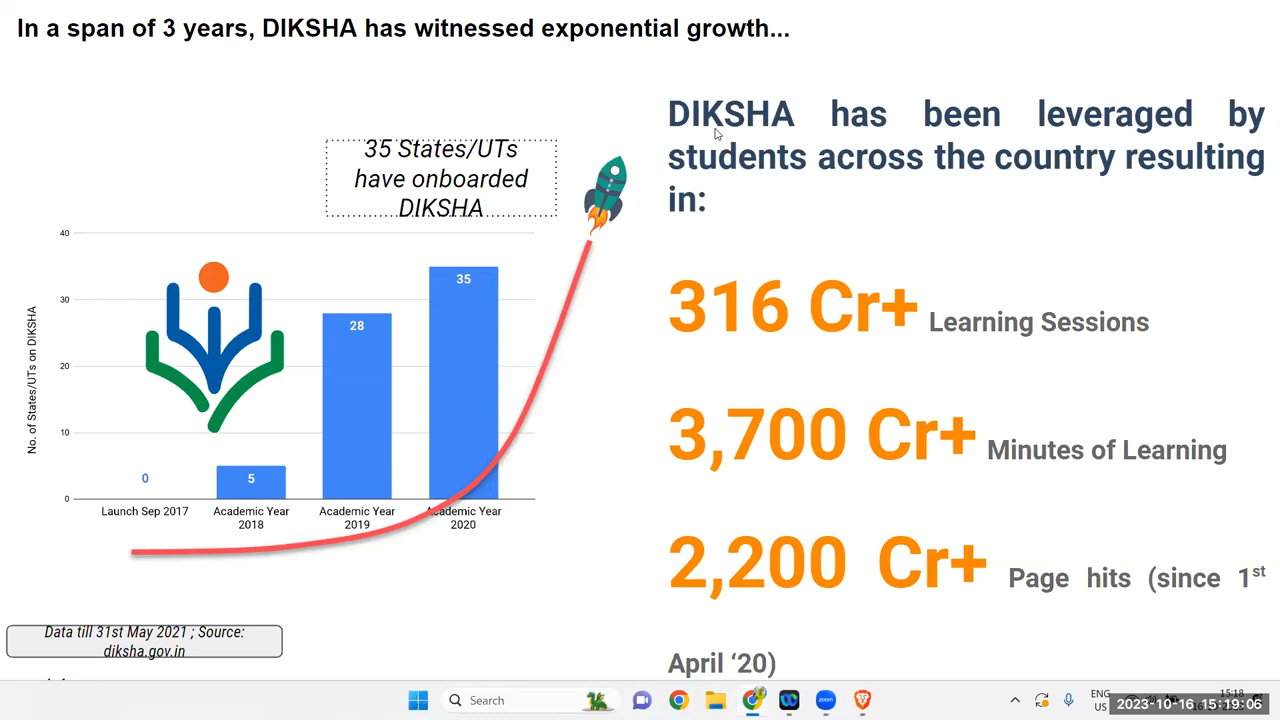 In a span of 3 years, DIKSHA has witnessed exponential growth...
35 States/UTs
have onboarded
DIKSHA
No. of States/UTs on DIKSHA
40
30
20
10
0
0
5
28
35
Launch Sep 2017
Academic Year
2018
Academic Year
2019
Academic Year
2020
Data till 31st May 2021 ; Source:
diksha.gov.in
DIKSHA has been leveraged by
students across the country resulting
in:
316 Cr+ Learning Sessions
3,700 Cr+ Minutes of Learning
2,200 Cr+ Page hits (since 1st
April ‘20)
Search
zoom
ENG
US
15:18
2023-10-16 15:19:06